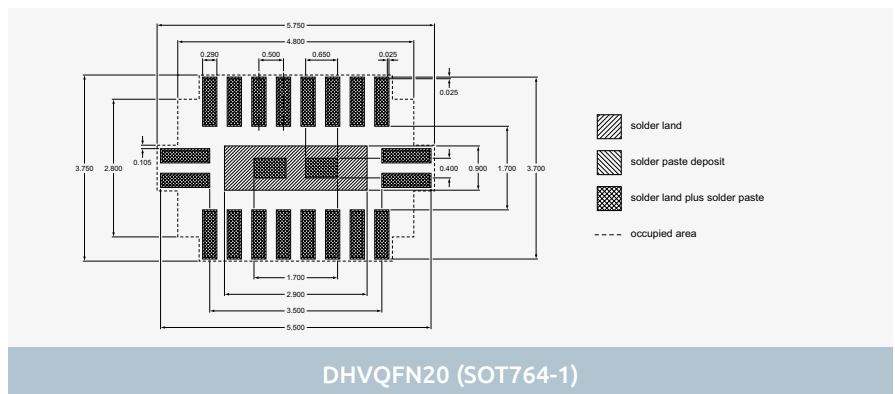 5.750
4.800
0.290 0.500 0.650 0.025
0.025
3.750 2.800 0.105 0.400 0.900 1.700 3.700
1.700
2.900
3.500
5.500
solder land
solder paste deposit
solder land plus solder paste
occupied area
DHVQFN20 (SOT764-1)